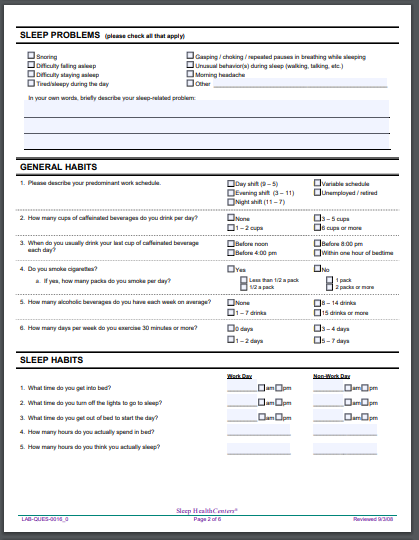 SLEEP PROBLEMS (please check all that apply)
Snoring Gasping / choking / repeated pauses in breathing while sleeping
Difficulty falling asleep Unusual behavior(s) during sleep (walking, talking, etc.)
Difficulty staying asleep Morning headache
Tired/sleepy during the day Other
In your own words, briefly describe your sleep-related problem:
GENERAL HABITS
1. Please describe your predominant work schedule. Day shift (9 – 5) Variable schedule
Evening shift (3 – 11) Unemployed / retired
Night shift (11 – 7)
2. How many cups of caffeinated beverages do you drink per day? None 3 – 5 cups
1 – 2 cups 6 cups or more
3. When do you usually drink your last cup of caffeinated beverage Before noon Before 8:00 pm
each day? Before 4:00 pm Within one hour of bedtime
4. Do you smoke cigarettes? Yes No
a. If yes, how many packs do you smoke per day? Less than 1/2 a pack 1 pack
1/2 a pack 2 packs or more
5. How many alcoholic beverages do you have each week on average? None 8 – 14 drinks
1 – 7 drinks 15 drinks or more
6. How many days per week do you exercise 30 minutes or more? 0 days 3 – 4 days
1 – 2 days 5 – 7 days
SLEEP HABITS
Work Day Non-Work Day
1. What time do you get into bed? am pm am pm
2. What time do you turn off the lights to go to sleep? am pm am pm
3. What time do you get out of bed to start the day? am pm am pm
4. How many hours do you actually spend in bed?
5. How many hours do you think you actually sleep?
Sleep HealthCenters®
LAB-QUES-0016_0 Page 2 of 6 Reviewed 9/3/08